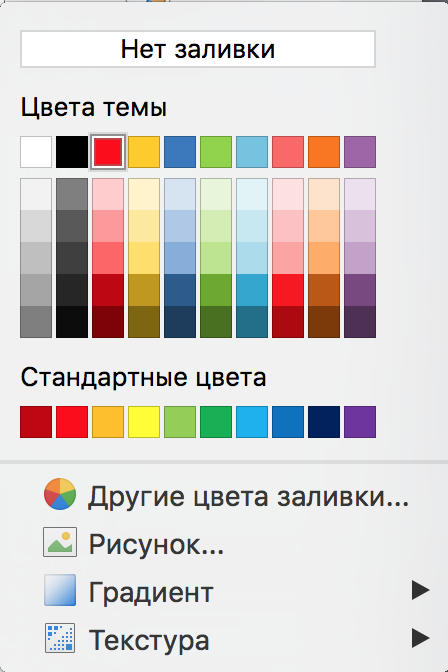 Нет заливки
Цвета темы
Стандартные цвета
Другие цвета заливки...
Рисунок...
Градиент
Текстура